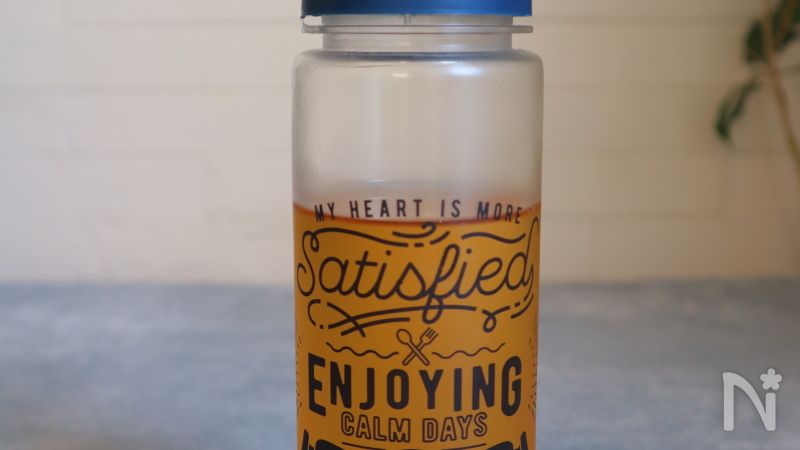 MY HEART IS MORE
Satisfied
ENJOYING
CALM DAYS
N